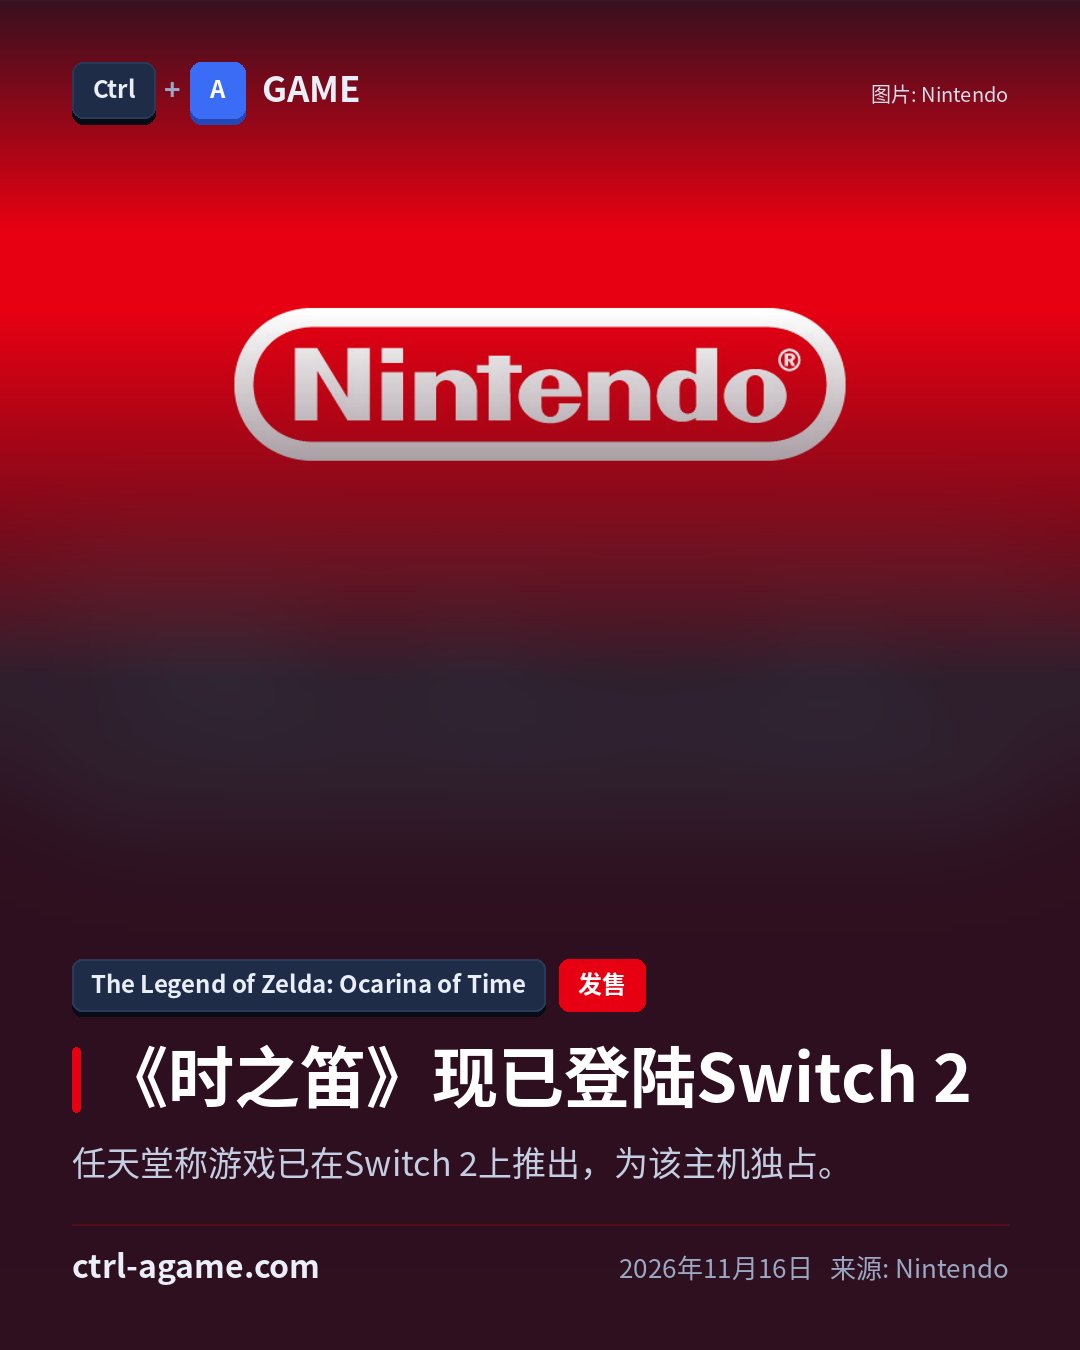 Ctrl + A GAME
图片: Nintendo
Nintendo®
The Legend of Zelda: Ocarina of Time 发售
《时之笛》现已登陆Switch 2
任天堂称游戏已在Switch 2上推出，为该主机独占。
ctrl-agame.com
2026年11月16日 来源: Nintendo